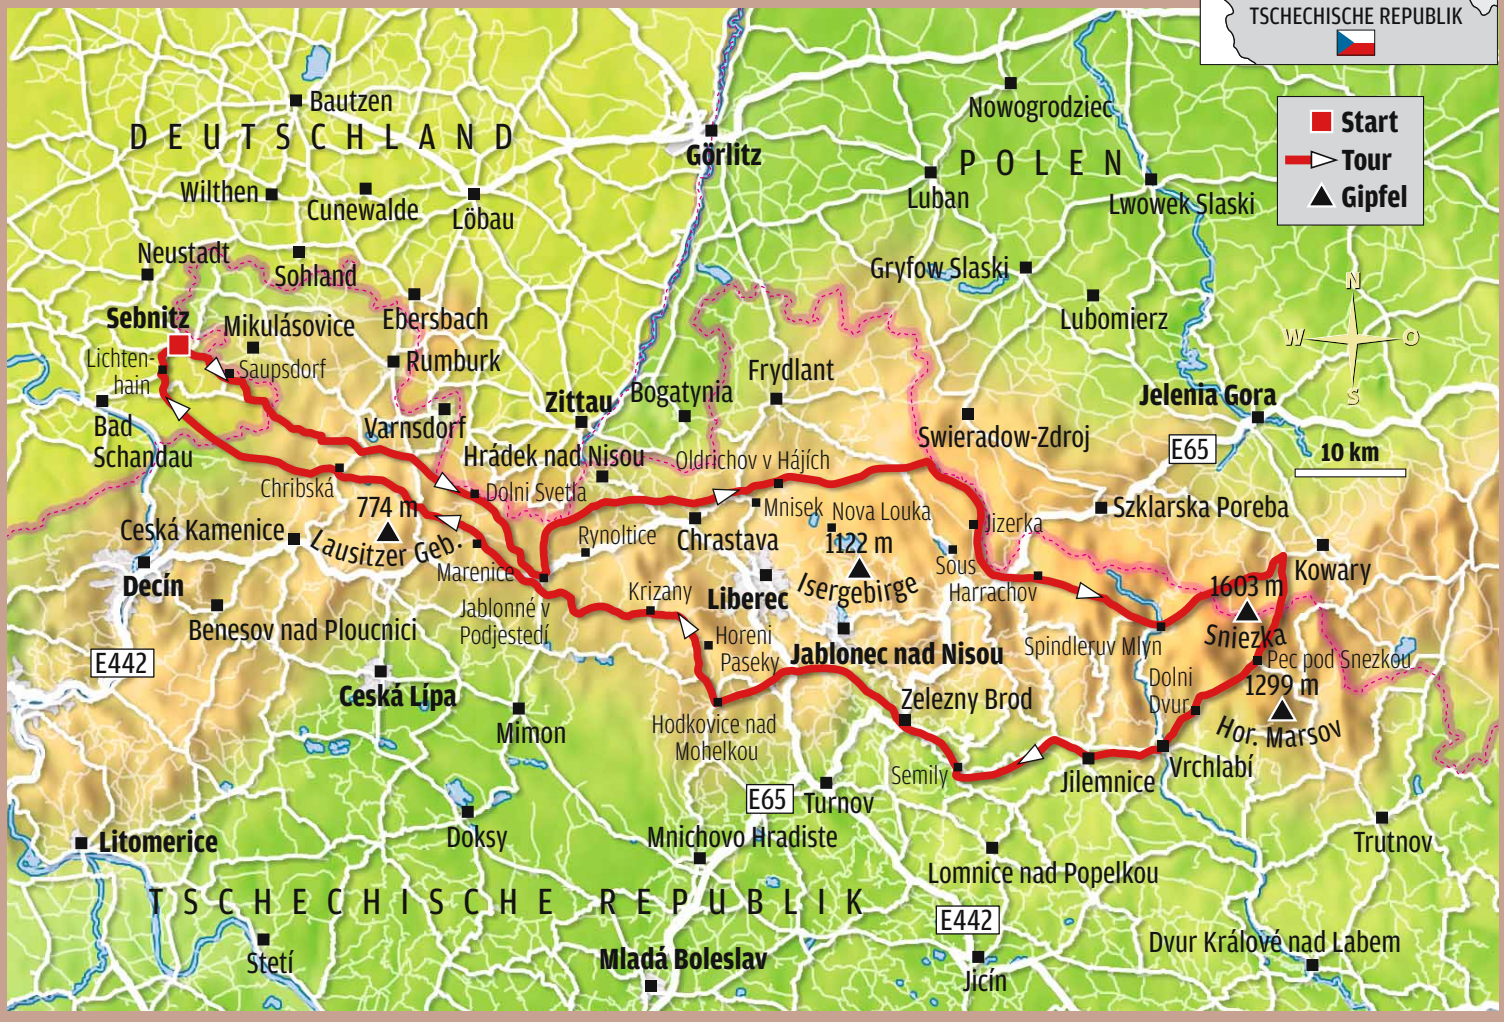 TSCHECHISCHE REPUBLIK
Start
Tour
Gipfel
N
W
O
S
10 km
DEUTSCHLAND
POLEN
TSCHECHISCHE REPUBLIK
Bautzen
Nowogrodziec
Görlitz
Wilthen
Cunewalde
Löbau
Luban
Lwowek Slaski
Neustadt
Sohland
Gryfow Slaski
Sebnitz
Mikulásovice
Ebersbach
Lubomierz
Lichten-
hain
Saupsdorf
Rumburk
Frydlant
Bogatynia
Zittau
Jelenia Gora
Bad
Schandau
Varnsdorf
Swieradow-Zdroj
E65
Hrádek nad Nisou
Oldrichov v Hájích
Chribská
Dolni Svetla
774 m
Mnisek
Nova Louka
Szklarska Poreba
Ceská Kamenice
Lausitzer Geb.
Rynoltice
Chrastava
1122 m
Jizerka
Decín
Marenice
Sous
Isergebirge
Harrachov
Kowary
Krizany
Liberec
1603 m
Benesov nad Ploucnici
Jablonné v
Podjestedí
Horeni
Paseky
Jablonec nad Nisou
Spindleruv Mlyn
Sniezka
E442
Pec pod Snezkou
Ceská Lípa
Dolni
Dvur
1299 m
Mimon
Hodkovice nad
Mohelkou
Zelezny Brod
Hor. Marsov
Semily
Jilemnice
Vrchlabí
E65
Turnov
Litomerice
Doksy
Mnichovo Hradiste
Trutnov
Lomnice nad Popelkou
E442
Stetí
Mladá Boleslav
Jicín
Dvur Králové nad Labem